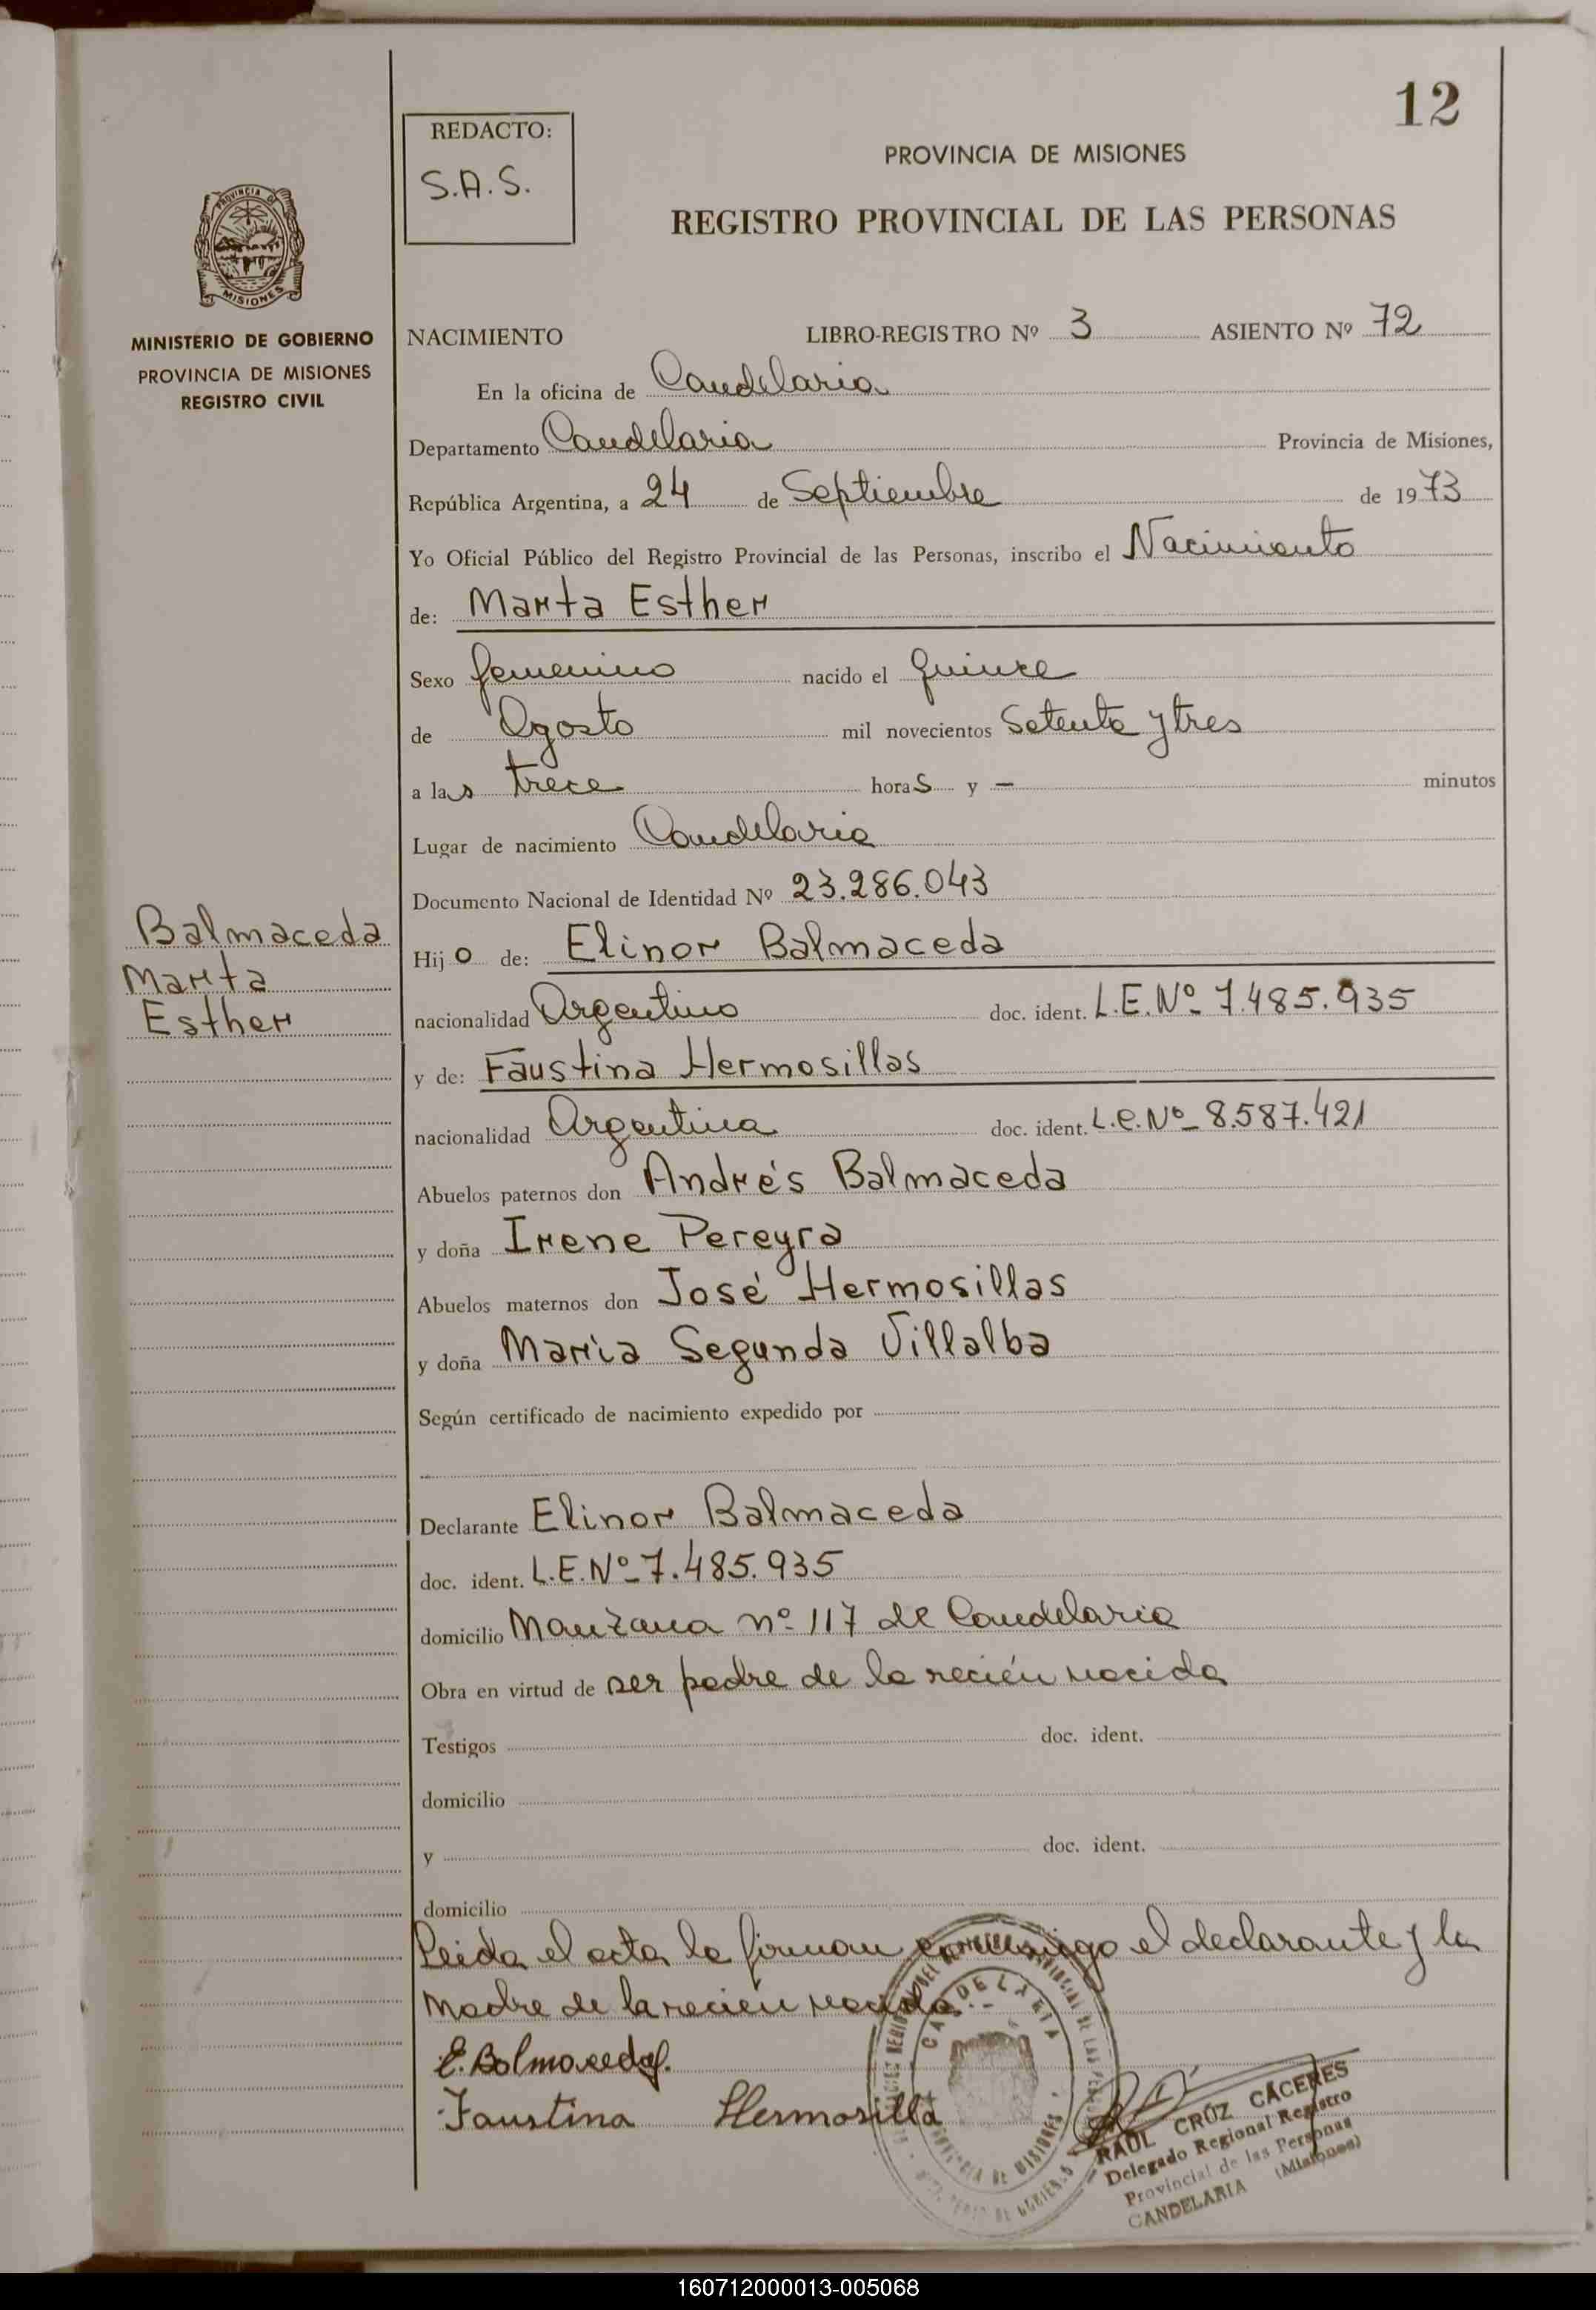 12
REDACTO:
S.A.S.
PROVINCIA DE MISIONES
REGISTRO PROVINCIAL DE LAS PERSONAS
PROVINCIA DE
MISIONES
MINISTERIO DE GOBIERNO
PROVINCIA DE MISIONES
REGISTRO CIVIL
NACIMIENTO LIBRO-REGISTRO Nº 3 ASIENTO Nº 72
En la oficina de Candelaria
Departamento Candelaria Provincia de Misiones,
República Argentina, a 24 de Septiembre de 1973
Yo Oficial Público del Registro Provincial de las Personas, inscribo el Nacimiento
de: Marta Esther
Sexo femenino nacido el quince
de Agosto mil novecientos Setenta y tres
a las trece horas y — minutos
Lugar de nacimiento Candelaria
Documento Nacional de Identidad Nº 23.286.043
Balmaceda
Marta
Esther
Hijo de: Elinor Balmaceda
nacionalidad Argentino doc. ident. L.E.Nº 7.485.935
y de: Faustina Hermosillas
nacionalidad Argentina doc. ident. L.C.Nº 8.587.421
Abuelos paternos don Andrés Balmaceda
y doña Irene Pereyra
Abuelos maternos don José Hermosillas
y doña María Segunda Villalba
Según certificado de nacimiento expedido por
Declarante Elinor Balmaceda
doc. ident. L.E.Nº 7.485.935
domicilio Manzana nº 117 de Candelaria
Obra en virtud de ser padre de la recién nacida
Testigos doc. ident.
domicilio
y doc. ident.
domicilio
Leida el acta la firman conmigo el declarante y la
Madre de la recien nacida.-
E. Balmaceda
Faustina Hermosilla
CANDELARIA
PROVINCIA DE MISIONES
RAUL CRUZ CACERES
Delegado Regional Registro
Provincial de las Personas
CANDELARIA (Misiones)
160712000013-005068